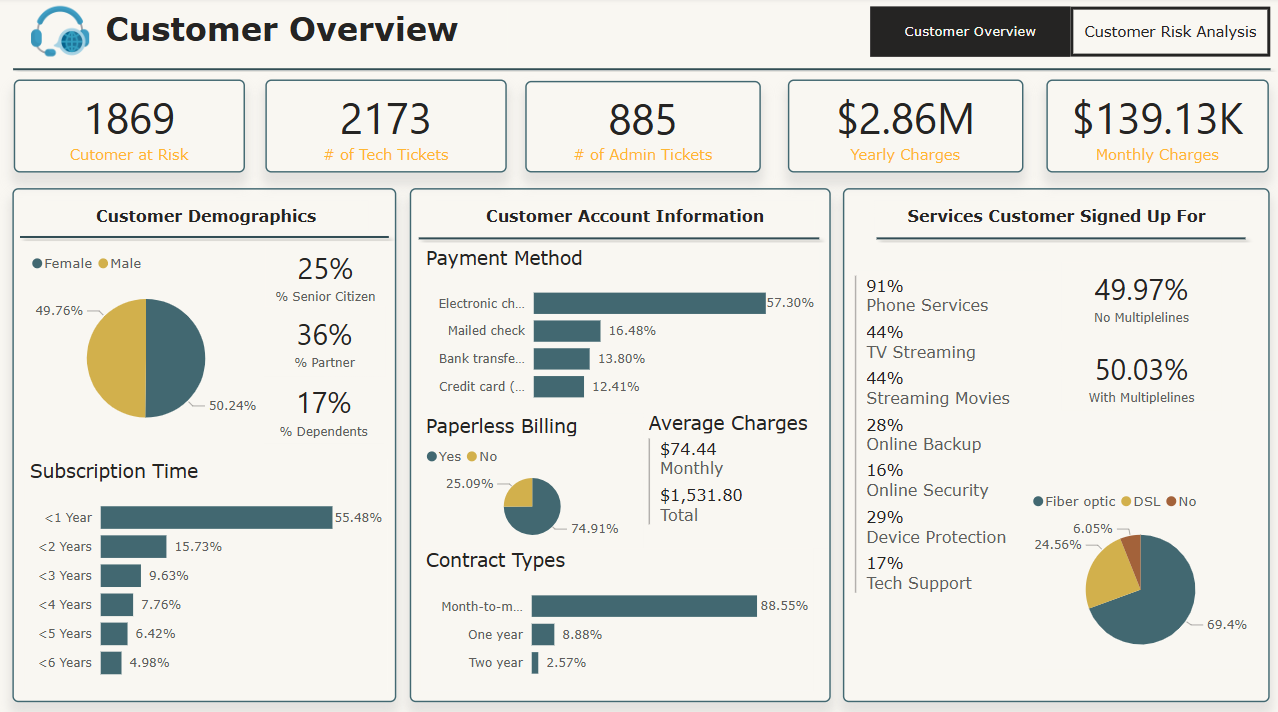 Customer Overview
Customer Overview
Customer Risk Analysis
1869
Cutomer at Risk
2173
# of Tech Tickets
885
# of Admin Tickets
$2.86M
Yearly Charges
$139.13K
Monthly Charges
Customer Demographics
Female Male
49.76%
50.24%
25%
% Senior Citizen
36%
% Partner
17%
% Dependents
Subscription Time
<1 Year 55.48%
<2 Years 15.73%
<3 Years 9.63%
<4 Years 7.76%
<5 Years 6.42%
<6 Years 4.98%
Customer Account Information
Payment Method
Electronic ch... 57.30%
Mailed check 16.48%
Bank transfe... 13.80%
Credit card (... 12.41%
Paperless Billing
Yes No
25.09%
74.91%
Average Charges
$74.44
Monthly
$1,531.80
Total
Contract Types
Month-to-m... 88.55%
One year 8.88%
Two year 2.57%
Services Customer Signed Up For
91%
Phone Services
44%
TV Streaming
44%
Streaming Movies
28%
Online Backup
16%
Online Security
29%
Device Protection
17%
Tech Support
49.97%
No Multiplelines
50.03%
With Multiplelines
Fiber optic DSL No
6.05%
24.56%
69.4%